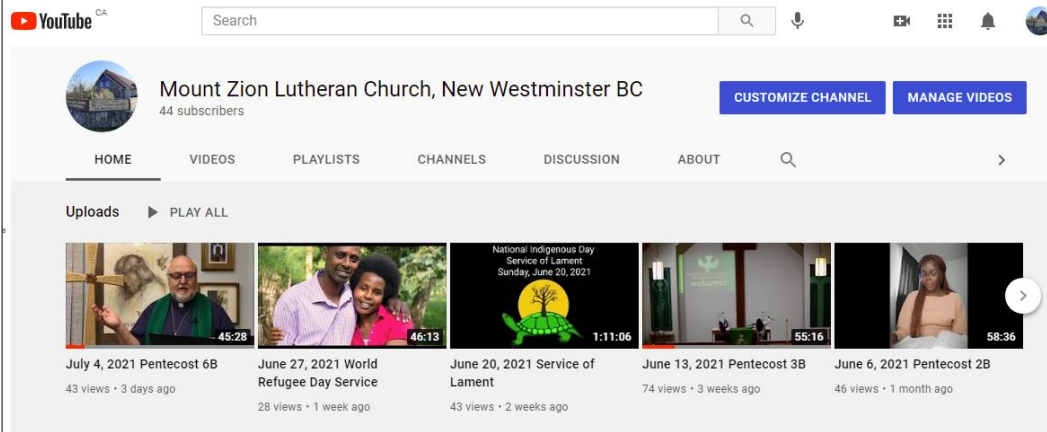 YouTube CA
Search
Mount Zion Lutheran Church, New Westminster BC
44 subscribers
CUSTOMIZE CHANNEL
MANAGE VIDEOS
HOME
VIDEOS
PLAYLISTS
CHANNELS
DISCUSSION
ABOUT
Uploads
PLAY ALL
45:28
46:13
National Indigenous Day
Service of Lament
Sunday, June 20, 2021
1:11:06
welcome
55:16
58:36
July 4, 2021 Pentecost 6B
43 views • 3 days ago
June 27, 2021 World
Refugee Day Service
28 views • 1 week ago
June 20, 2021 Service of
Lament
43 views • 2 weeks ago
June 13, 2021 Pentecost 3B
74 views • 3 weeks ago
June 6, 2021 Pentecost 2B
46 views • 1 month ago